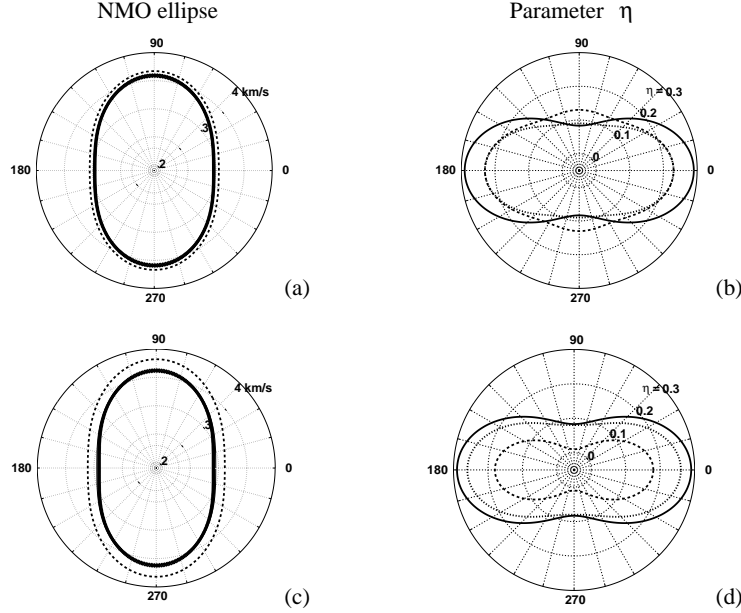 NMO ellipse
Parameter η
90
4 km/s
.3
.2
180
0
270
(a)
90
η = 0.3
0.2
0.1
.0
180
0
270
(b)
90
4 km/s
.3
.2
180
0
270
(c)
90
η = 0.3
0.2
0.1
.0
180
0
270
(d)